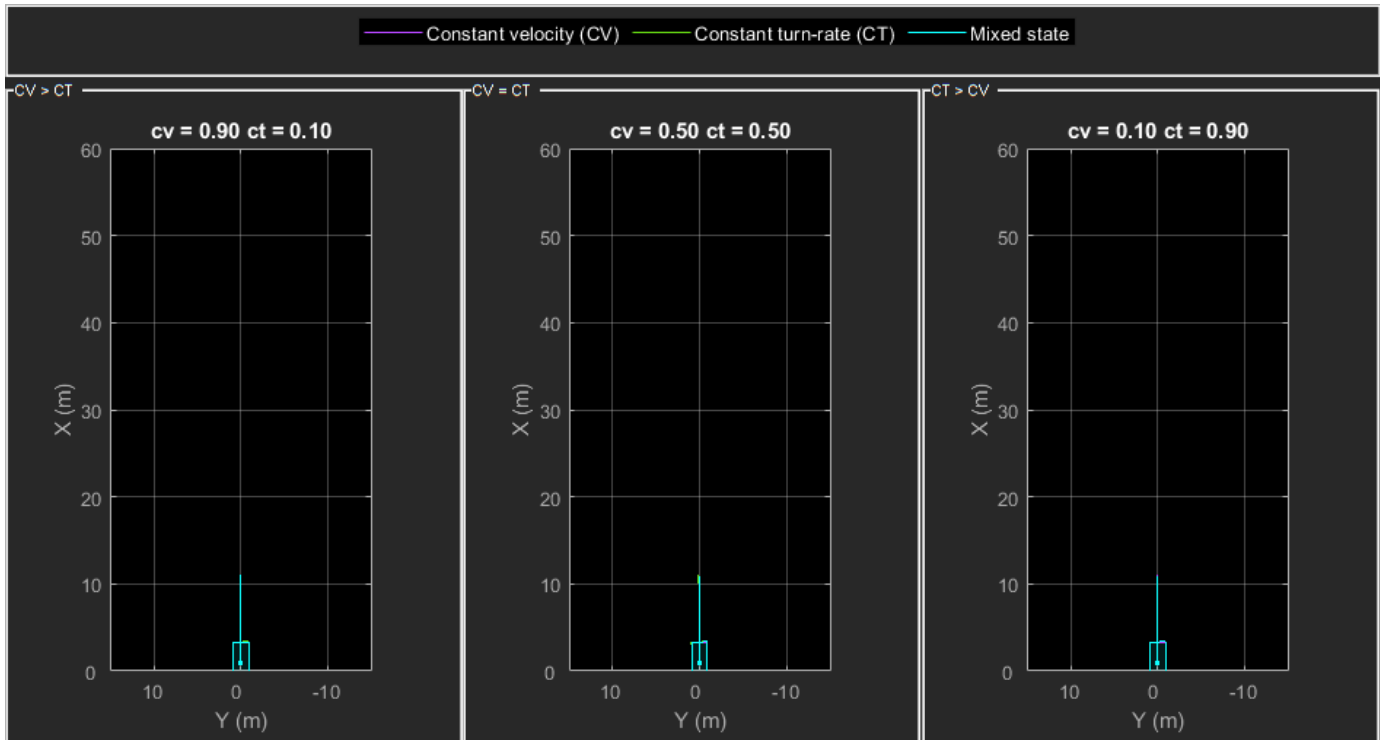 Constant velocity (CV) Constant turn-rate (CT) Mixed state
CV > CT
cv = 0.90 ct = 0.10
60
50
40
30
20
10
0
X (m)
10 0 -10
Y (m)
CV = CT
cv = 0.50 ct = 0.50
60
50
40
30
20
10
0
X (m)
10 0 -10
Y (m)
CT > CV
cv = 0.10 ct = 0.90
60
50
40
30
20
10
0
X (m)
10 0 -10
Y (m)